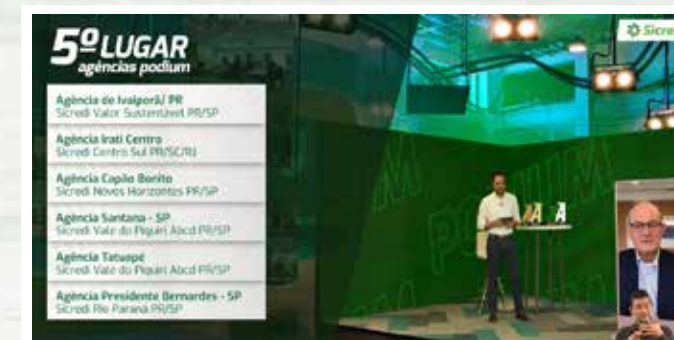 5º LUGAR
agências podium
Agência de Ivaiporã/ PR
Sicredi Valor Sustentável PR/SP
Agência Irati Centro
Sicredi Centro Sul PR/SC/RJ
Agência Capão Bonito
Sicredi Novos Horizontes PR/SP
Agência Santana - SP
Sicredi Vale do Piquiri Abcd PR/SP
Agência Tatuapé
Sicredi Vale do Piquiri Abcd PR/SP
Agência Presidente Bernardes - SP
Sicredi Rio Paraná PR/SP
Sicre